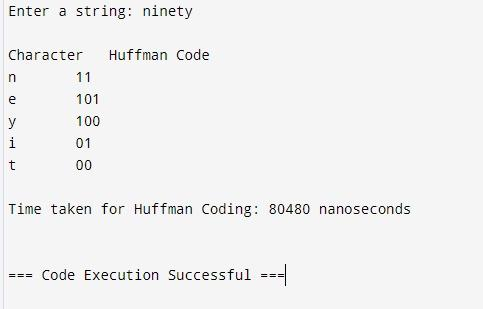 Enter a string: ninety
Character Huffman Code
n 11
e 101
y 100
i 01
t 00
Time taken for Huffman Coding: 80480 nanoseconds
=== Code Execution Successful ===